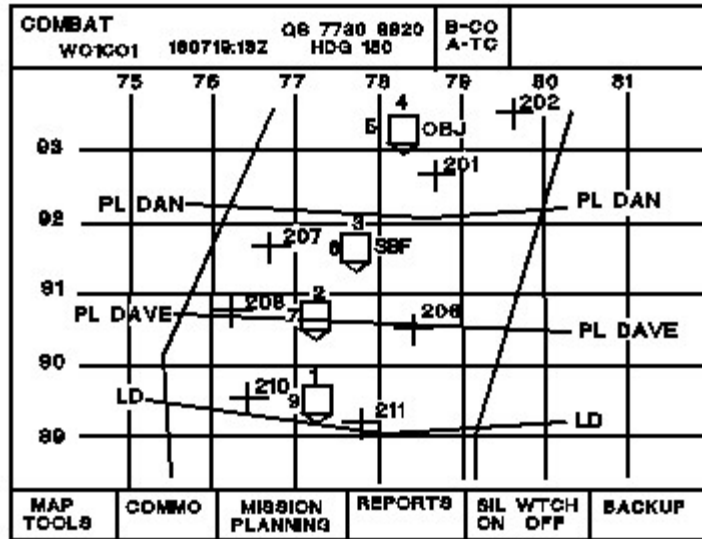 COMBAT QS 7730 8920 B-CO
HDG 180 A-TC
75 76 77 78 79 80 81
4 202
5 OBJ
93
201
PL DAN PL DAN
92
3
207 6 SBF
91
208 2
PL DAVE 7 206 PL DAVE
90
210 1
LD 9 211 LD
89
MAP TOOLS COMMO MISSION PLANNING REPORTS SIL WTCH ON OFF BACKUP